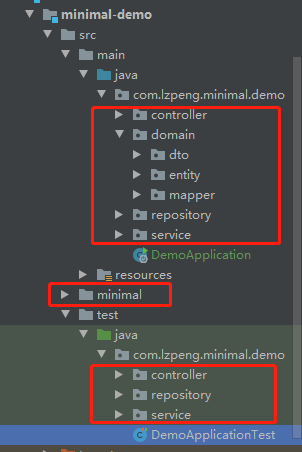 minimal-demo
src
main
java
com.lzpeng.minimal.demo
controller
domain
dto
entity
mapper
repository
service
DemoApplication
resources
minimal
test
java
com.lzpeng.minimal.demo
controller
repository
service
DemoApplicationTest